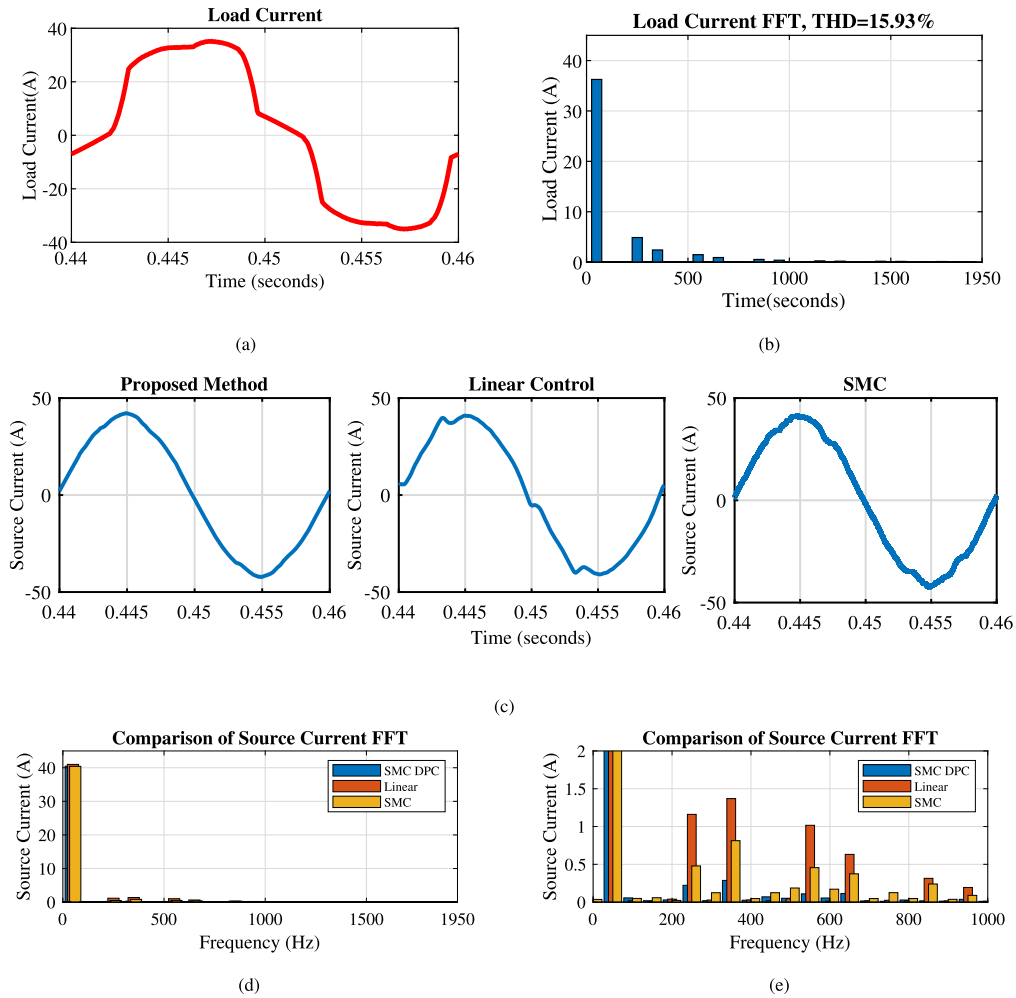 Load Current
Load Current(A)
40
20
0
-20
-40
0.44
0.445
0.45
0.455
0.46
Time (seconds)
(a)
Load Current FFT, THD=15.93%
Load Current (A)
40
30
20
10
0
0
500
1000
1500
1950
Time(seconds)
(b)
Proposed Method
Source Current (A)
50
0
-50
0.44
0.445
0.45
0.455
0.46
Linear Control
Source Current (A)
50
0
-50
0.44
0.445
0.45
0.455
0.46
Time (seconds)
SMC
Source Current (A)
50
0
-50
0.44
0.445
0.45
0.455
0.46
(c)
Comparison of Source Current FFT
Source Current (A)
40
30
20
10
0
SMC DPC
Linear
SMC
0
500
1000
1500
1950
Frequency (Hz)
(d)
Comparison of Source Current FFT
Source Current (A)
2
1.5
1
0.5
0
SMC DPC
Linear
SMC
0
200
400
600
800
1000
Frequency (Hz)
(e)